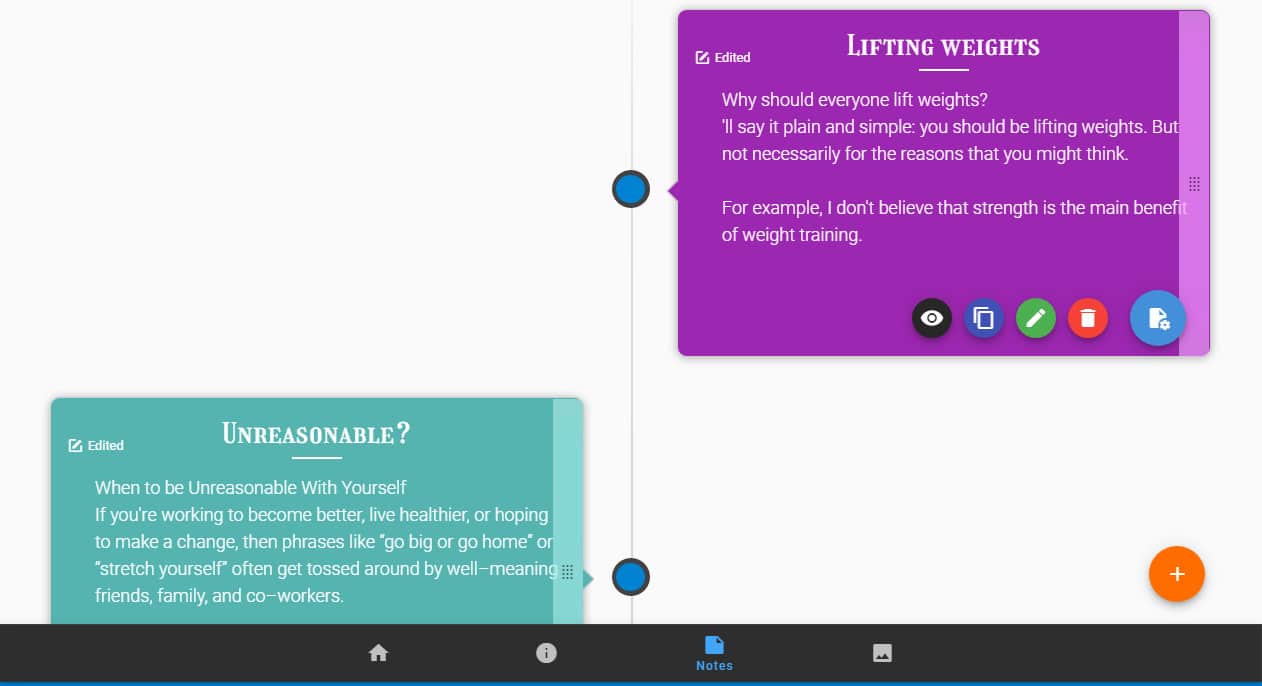 Lifting weights
Edited
Why should everyone lift weights?
'll say it plain and simple: you should be lifting weights. But
not necessarily for the reasons that you might think.
For example, I don't believe that strength is the main benefit
of weight training.
Unreasonable?
Edited
When to be Unreasonable With Yourself
If you're working to become better, live healthier, or hoping
to make a change, then phrases like “go big or go home” or
“stretch yourself” often get tossed around by well–meaning
friends, family, and co–workers.
Notes